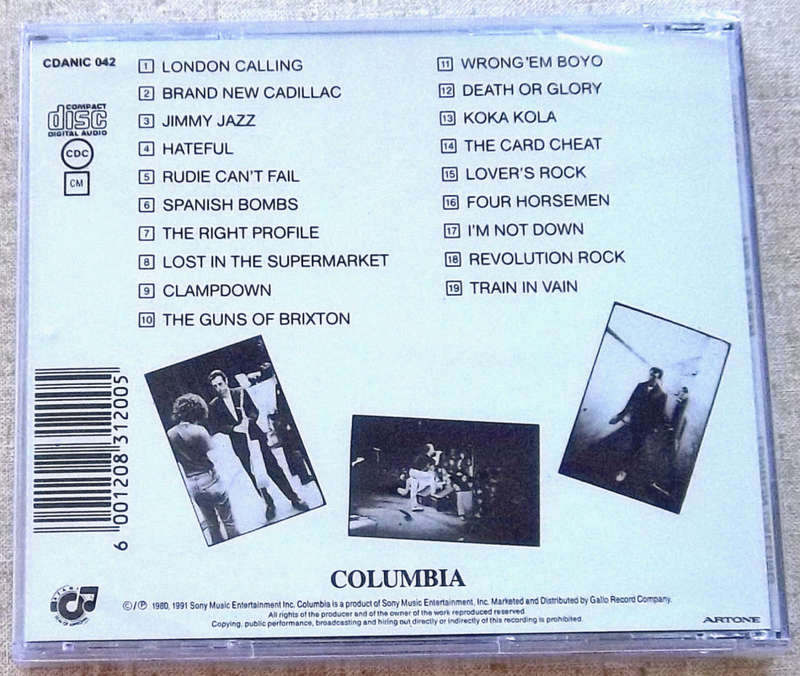 CDANIC 042
COMPACT
disc
DIGITAL AUDIO
CDC
CM
1 LONDON CALLING
2 BRAND NEW CADILLAC
3 JIMMY JAZZ
4 HATEFUL
5 RUDIE CAN'T FAIL
6 SPANISH BOMBS
7 THE RIGHT PROFILE
8 LOST IN THE SUPERMARKET
9 CLAMPDOWN
10 THE GUNS OF BRIXTON
11 WRONG 'EM BOYO
12 DEATH OR GLORY
13 KOKA KOLA
14 THE CARD CHEAT
15 LOVER'S ROCK
16 FOUR HORSEMEN
17 I'M NOT DOWN
18 REVOLUTION ROCK
19 TRAIN IN VAIN
6 001208 312005
COLUMBIA
©/℗ 1980, 1991 Sony Music Entertainment Inc. Columbia is a product of Sony Music Entertainment, Inc. Marketed and Distributed by Gallo Record Company.
All rights of the producer and of the owner of the work reproduced reserved
Copying, public performance, broadcasting and hiring out directly or indirectly of this recording is prohibited.
ARTONE